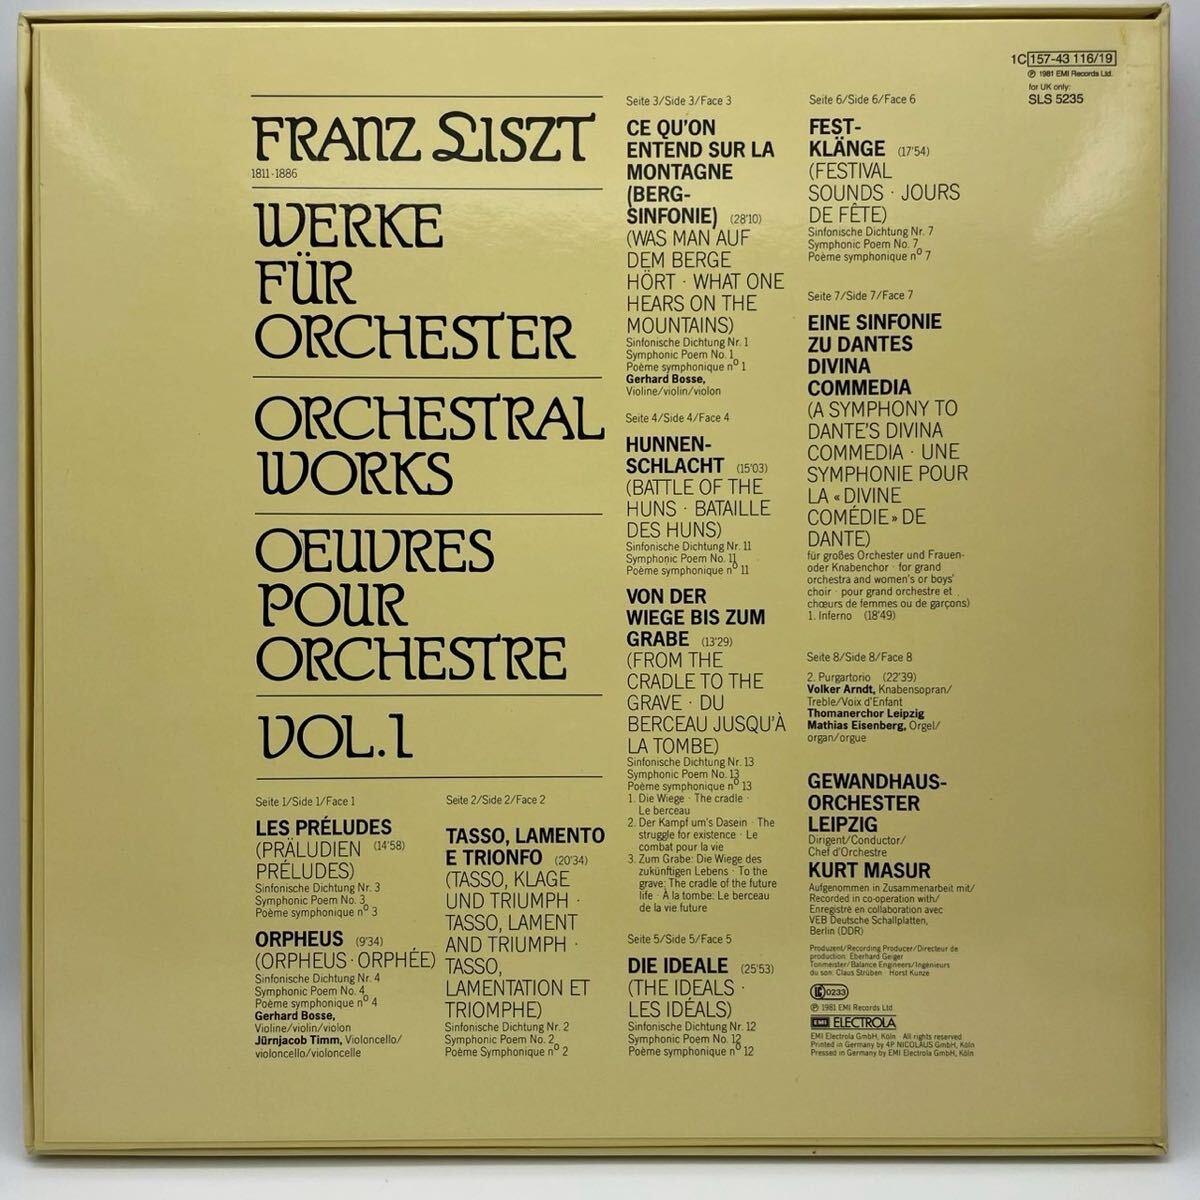 1C 157-43 116/19
℗ 1981 EMI Records Ltd.
for UK only:
SLS 5235
FRANZ LISZT
1811-1886
WERKE
FÜR
ORCHESTER
ORCHESTRAL
WORKS
OEUVRES
POUR
ORCHESTRE
VOL.1
Seite 1/Side 1/Face 1
LES PRÉLUDES
(PRÄLUDIEN (14'58)
PRÉLUDES)
Sinfonische Dichtung Nr. 3
Symphonic Poem No. 3
Poème symphonique nº 3
ORPHEUS (9'34)
(ORPHEUS · ORPHÉE)
Sinfonische Dichtung Nr. 4
Symphonic Poem No. 4
Poème symphonique nº 4
Gerhard Bosse,
Violine/violin/violon
Jürnjacob Timm, Violoncello/
violoncello/violoncelle
Seite 2/Side 2/Face 2
TASSO, LAMENTO
E TRIONFO (20'34)
(TASSO, KLAGE
UND TRIUMPH ·
TASSO, LAMENT
AND TRIUMPH ·
TASSO,
LAMENTATION ET
TRIOMPHE)
Sinfonische Dichtung Nr. 2
Symphonic Poem No. 2
Poème Symphonique nº 2
Seite 3/Side 3/Face 3
CE QU'ON
ENTEND SUR LA
MONTAGNE
(BERG-
SINFONIE) (28'10)
(WAS MAN AUF
DEM BERGE
HÖRT · WHAT ONE
HEARS ON THE
MOUNTAINS)
Sinfonische Dichtung Nr. 1
Symphonic Poem No. 1
Poème symphonique nº 1
Gerhard Bosse,
Violine/violin/violon
Seite 4/Side 4/Face 4
HUNNEN-
SCHLACHT (15'03)
(BATTLE OF THE
HUNS · BATAILLE
DES HUNS)
Sinfonische Dichtung Nr. 11
Symphonic Poem No. 11
Poème symphonique nº 11
VON DER
WIEGE BIS ZUM
GRABE (13'29)
(FROM THE
CRADLE TO THE
GRAVE · DU
BERCEAU JUSQU'À
LA TOMBE)
Sinfonische Dichtung Nr. 13
Symphonic Poem No. 13
Poème symphonique nº 13
1. Die Wiege · The cradle ·
Le berceau
2. Der Kampf um's Dasein · The
struggle for existence · Le
combat pour la vie
3. Zum Grabe: Die Wiege des
zukünftigen Lebens · To the
grave: The cradle of the future
life · À la tombe: Le berceau
de la vie future
Seite 5/Side 5/Face 5
DIE IDEALE (25'53)
(THE IDEALS ·
LES IDÉALS)
Sinfonische Dichtung Nr. 12
Symphonic Poem No. 12
Poème symphonique nº 12
Seite 6/Side 6/Face 6
FEST-
KLÄNGE (17'54)
(FESTIVAL
SOUNDS · JOURS
DE FÊTE)
Sinfonische Dichtung Nr. 7
Symphonic Poem No. 7
Poème symphonique nº 7
Seite 7/Side 7/Face 7
EINE SINFONIE
ZU DANTES
DIVINA
COMMEDIA
(A SYMPHONY TO
DANTE'S DIVINA
COMMEDIA · UNE
SYMPHONIE POUR
LA «DIVINE
COMÉDIE» DE
DANTE)
für großes Orchester und Frauen-
oder Knabenchor · for grand
orchestra and women's or boys'
choir · pour grand orchestre et
chœurs de femmes ou de garçons)
1. Inferno (18'49)
Seite 8/Side 8/Face 8
2. Purgartorio (22'39)
Volker Arndt, Knabensopran/
Treble/Voix d'Enfant
Thomanerchor Leipzig
Mathias Eisenberg, Orgel/
organ/orgue
GEWANDHAUS-
ORCHESTER
LEIPZIG
Dirigent/Conductor/
Chef d'Orchestre
KURT MASUR
Aufgenommen in Zusammenarbeit mit/
Recorded in co-operation with/
Enregistré en collaboration avec
VEB Deutsche Schallplatten,
Berlin (DDR)
Produzent/Recording Producer/Directeur de
production: Eberhard Geiger
Tonmeister/Balance Engineers/Ingénieurs
du son: Claus Strüben · Horst Kunze
0233
℗ 1981 EMI Records Ltd.
EMI ELECTROLA
EMI Electrola GmbH, Köln · All rights reserved
Printed in Germany by 4P NICOLAUS GmbH, Köln
Pressed in Germany by EMI Electrola GmbH, Köln